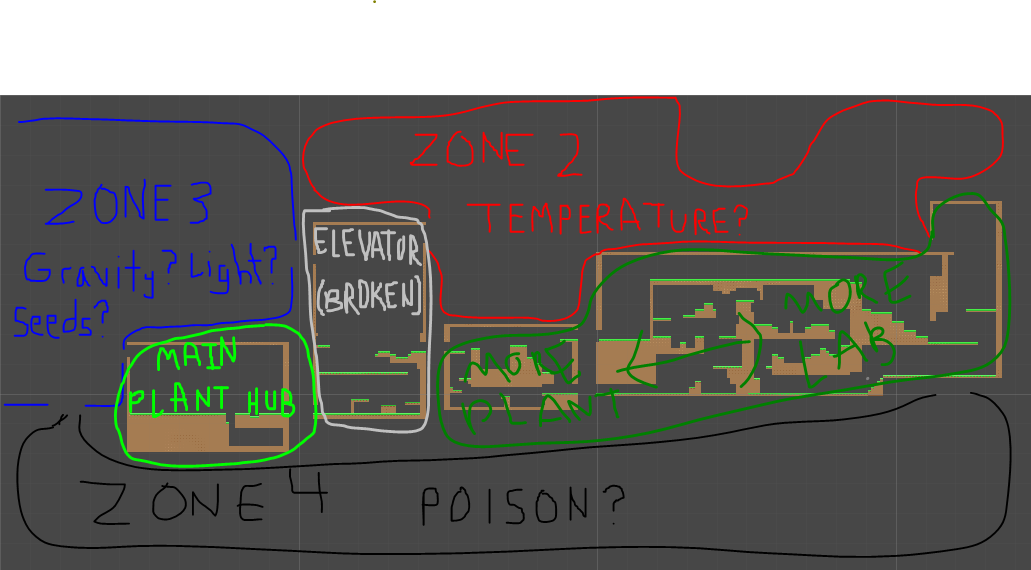 ZONE 2
TEMPERATURE?
ZONE 3
Gravity? Light?
Seeds?
ELEVATOR
(BROKEN)
MAIN
PLANT HUB
MORE
PLANT
MORE
LAB
ZONE 4
POISON?